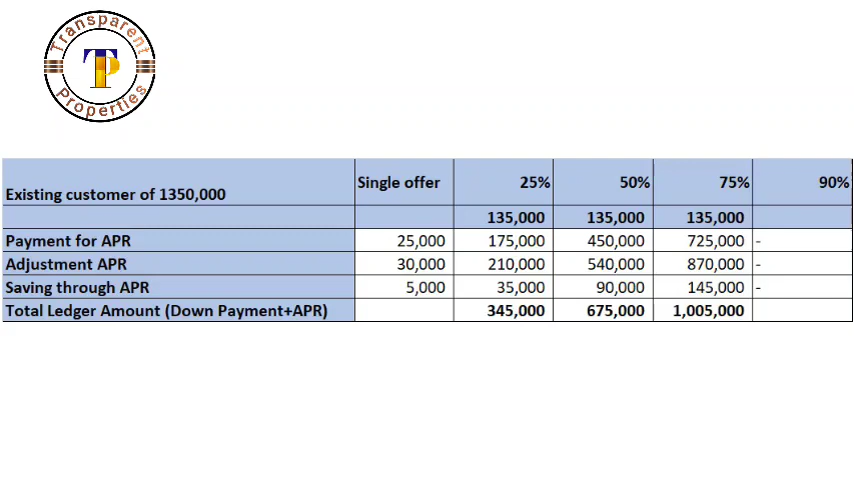 Transparent
TP
Properties
Existing customer of 1350,000 Single offer 25% 50% 75% 90%
135,000 135,000 135,000
Payment for APR 25,000 175,000 450,000 725,000 -
Adjustment APR 30,000 210,000 540,000 870,000 -
Saving through APR 5,000 35,000 90,000 145,000 -
Total Ledger Amount (Down Payment+APR) 345,000 675,000 1,005,000